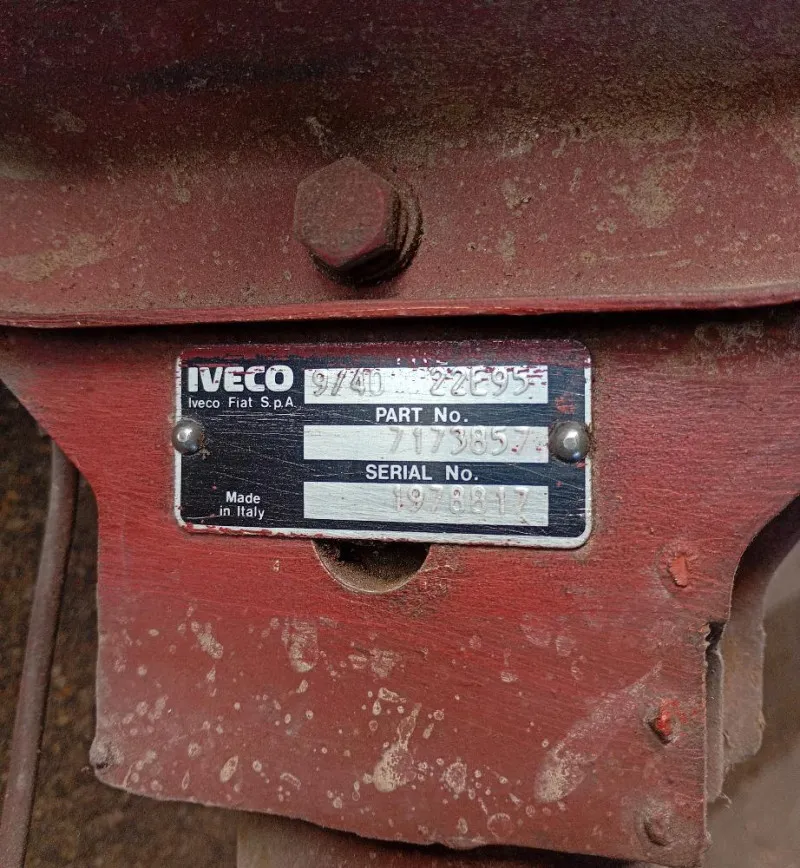 IVECO 9/40 22E95
Iveco Fiat S.p.A
PART No.
7173857
SERIAL No.
Made
in Italy
1978817